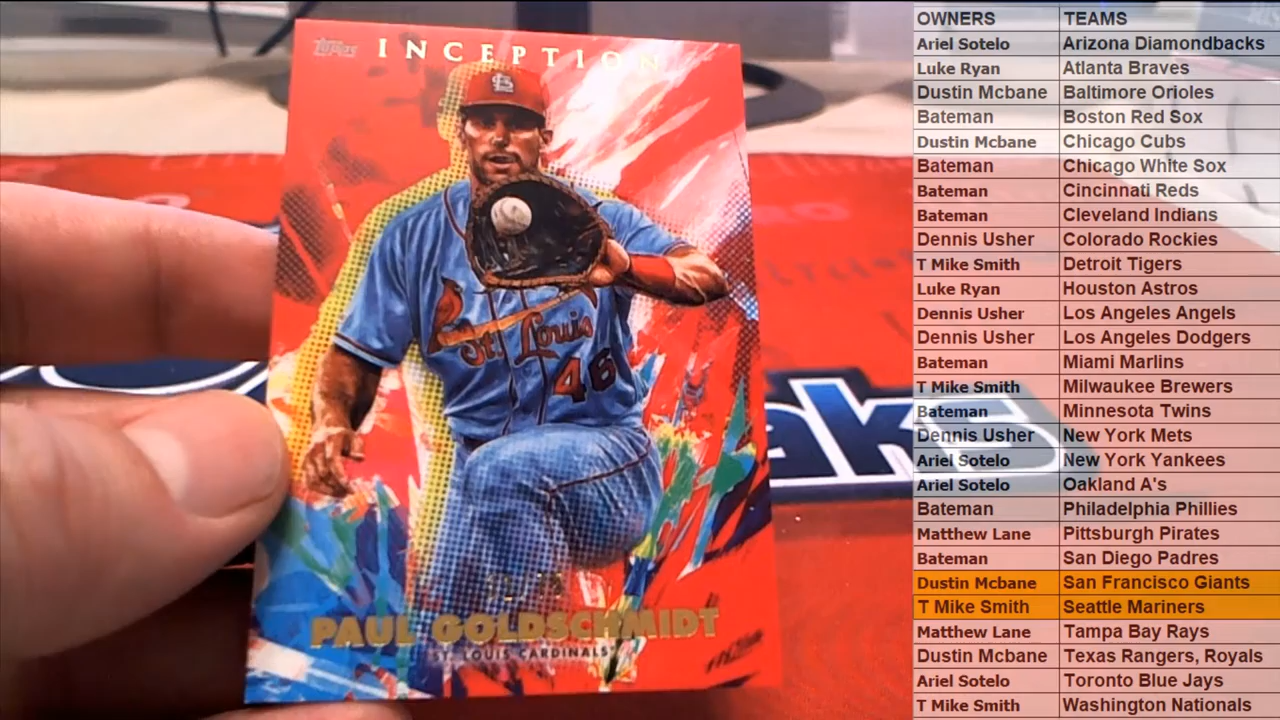 Topps
INCEPTION
St. Louis
46
PAUL GOLDSCHMIDT
ST. LOUIS CARDINALS
aks
OWNERS TEAMS
Ariel Sotelo Arizona Diamondbacks
Luke Ryan Atlanta Braves
Dustin Mcbane Baltimore Orioles
Bateman Boston Red Sox
Dustin Mcbane Chicago Cubs
Bateman Chicago White Sox
Bateman Cincinnati Reds
Bateman Cleveland Indians
Dennis Usher Colorado Rockies
T Mike Smith Detroit Tigers
Luke Ryan Houston Astros
Dennis Usher Los Angeles Angels
Dennis Usher Los Angeles Dodgers
Bateman Miami Marlins
T Mike Smith Milwaukee Brewers
Bateman Minnesota Twins
Dennis Usher New York Mets
Ariel Sotelo New York Yankees
Ariel Sotelo Oakland A's
Bateman Philadelphia Phillies
Matthew Lane Pittsburgh Pirates
Bateman San Diego Padres
Dustin Mcbane San Francisco Giants
T Mike Smith Seattle Mariners
Matthew Lane Tampa Bay Rays
Dustin Mcbane Texas Rangers, Royals
Ariel Sotelo Toronto Blue Jays
T Mike Smith Washington Nationals